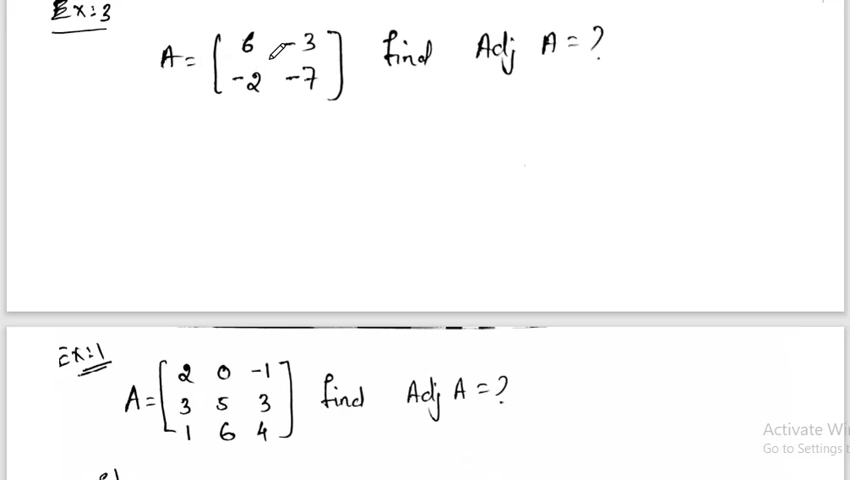 Ex:3
A = [ 6 -3
-2 -7 ] find Adj A = ?
Ex:1
A = [ 2 0 -1
3 5 3
1 6 4 ] find Adj A = ?
Activate Wi
Go to Settings t